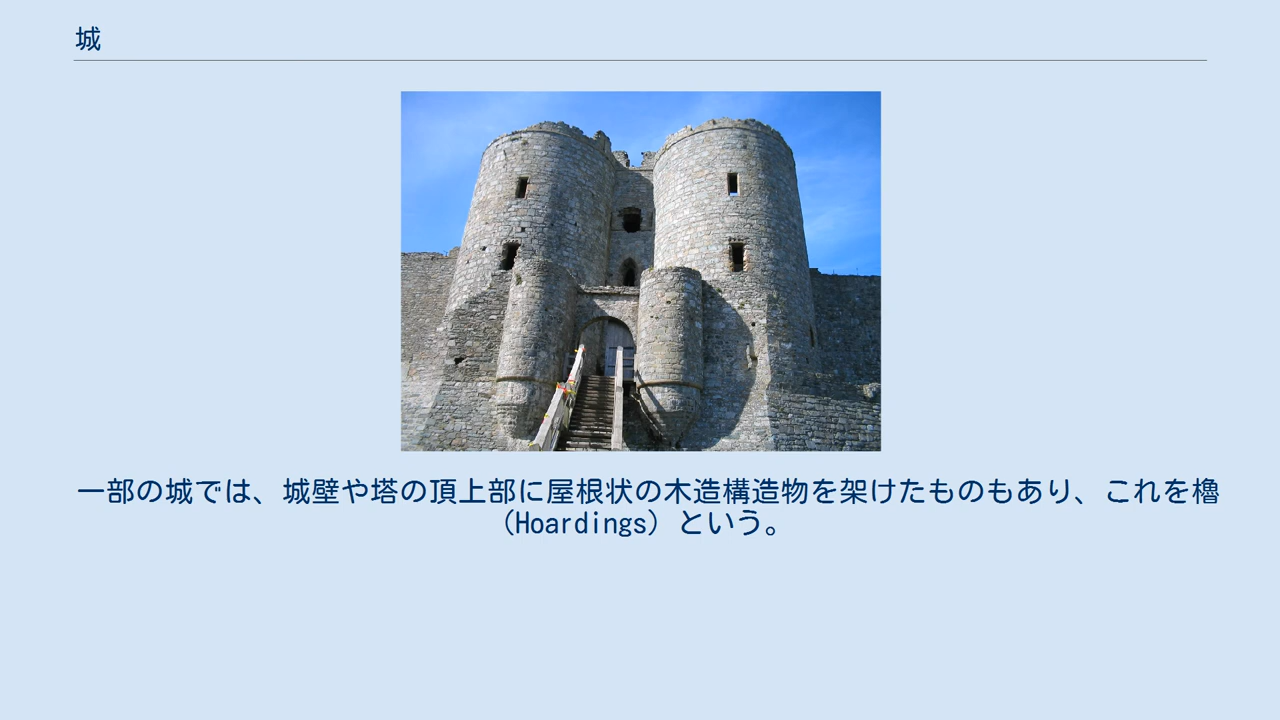 城
一部の城では、城壁や塔の頂上部に屋根状の木造構造物を架けたものもあり、これを櫓
（Hoardings）という。